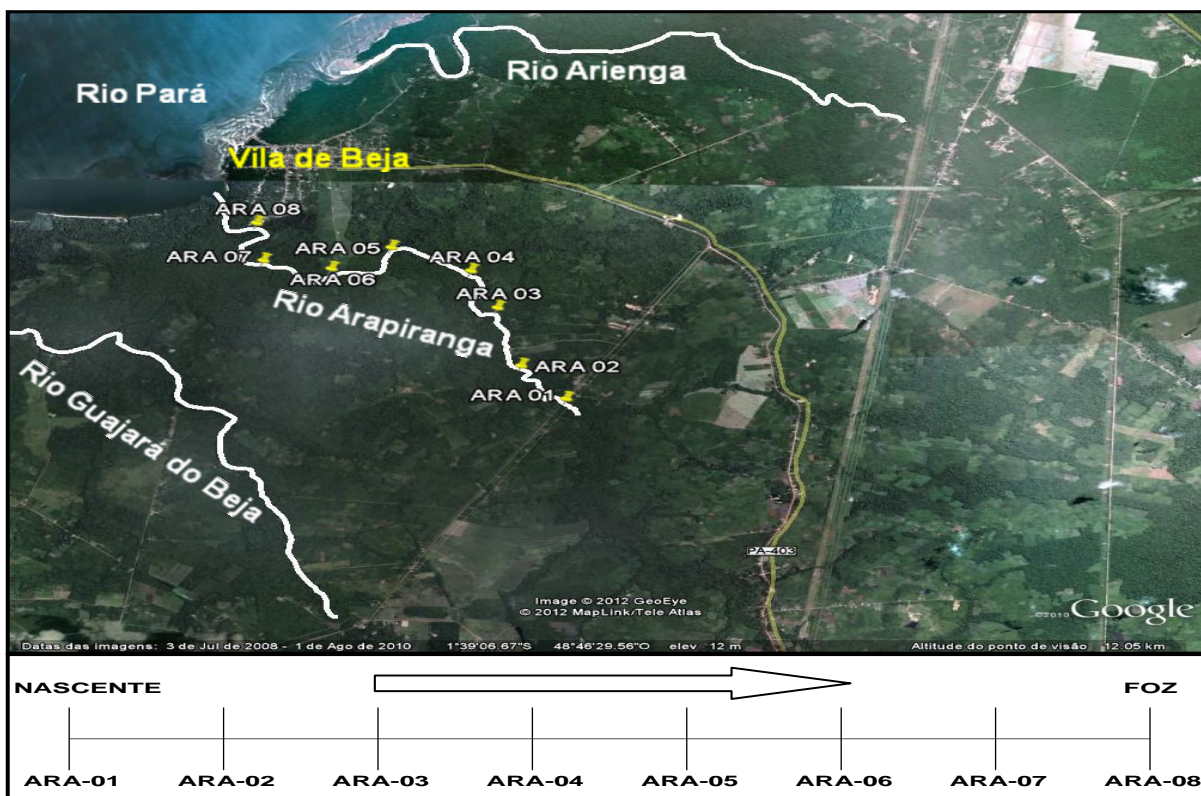 Rio Arienga
Rio Pará
Vila de Beja
ARA 08
ARA 05
ARA 07
ARA 04
ARA 06
ARA 03
Rio Arapiranga
ARA 02
ARA 01
Rio Guajará do Beja
PA-403
Image © 2012 GeoEye
© 2012 MapLink/Tele Atlas
©2010 Google
Datas das imagens: 3 de Jul de 2008 - 1 de Ago de 2010 1°39'06.67"S 48°46'29.56"O elev 12 m Altitude do ponto de visão 12.05 km
NASCENTE FOZ
ARA-01 ARA-02 ARA-03 ARA-04 ARA-05 ARA-06 ARA-07 ARA-08